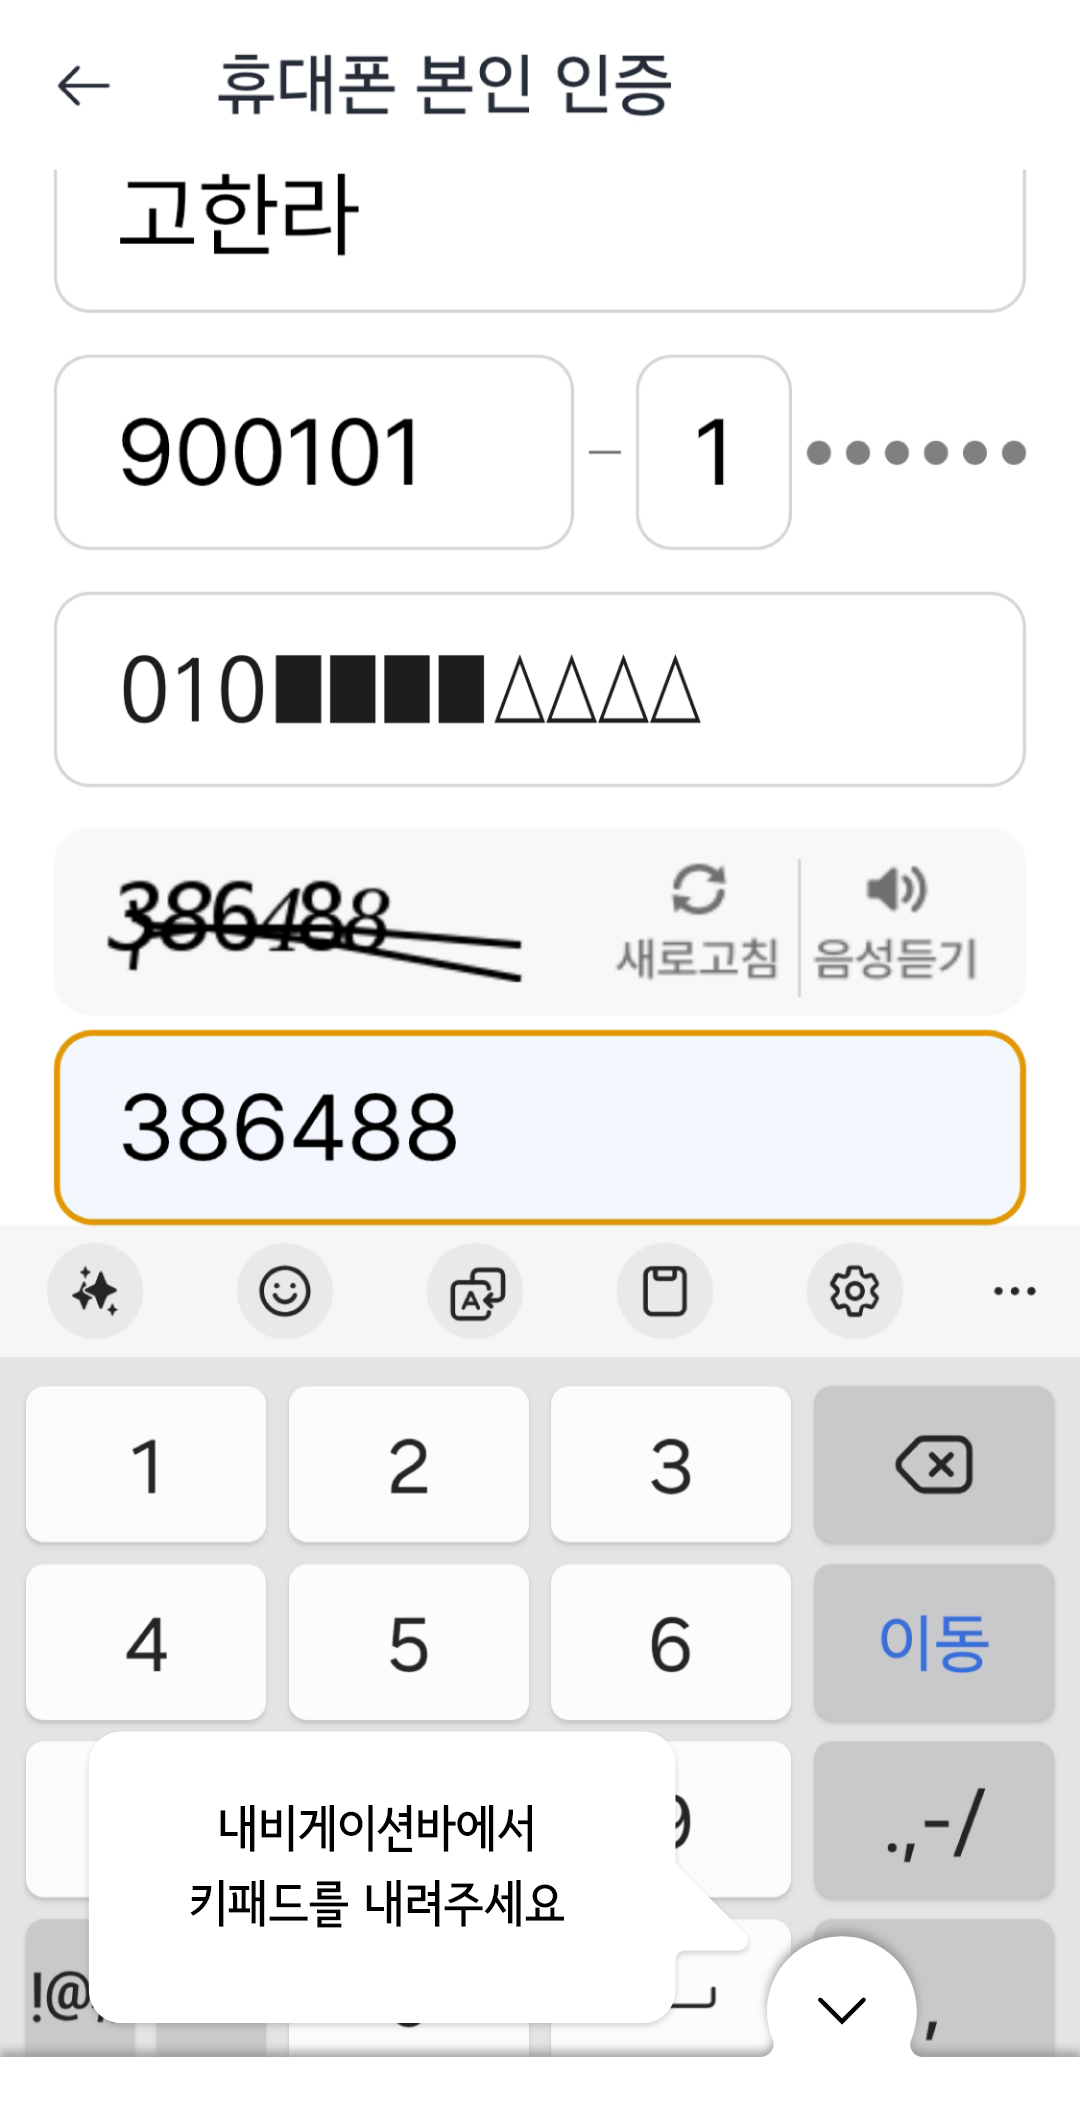 휴대폰 본인 인증
고한라
900101 - 1 ●●●●●●
010■■■■△△△△
386488
새로고침 음성듣기
386488
1 2 3
4 5 6 이동
9 .,-/
내비게이션바에서
키패드를 내려주세요
!@ ,